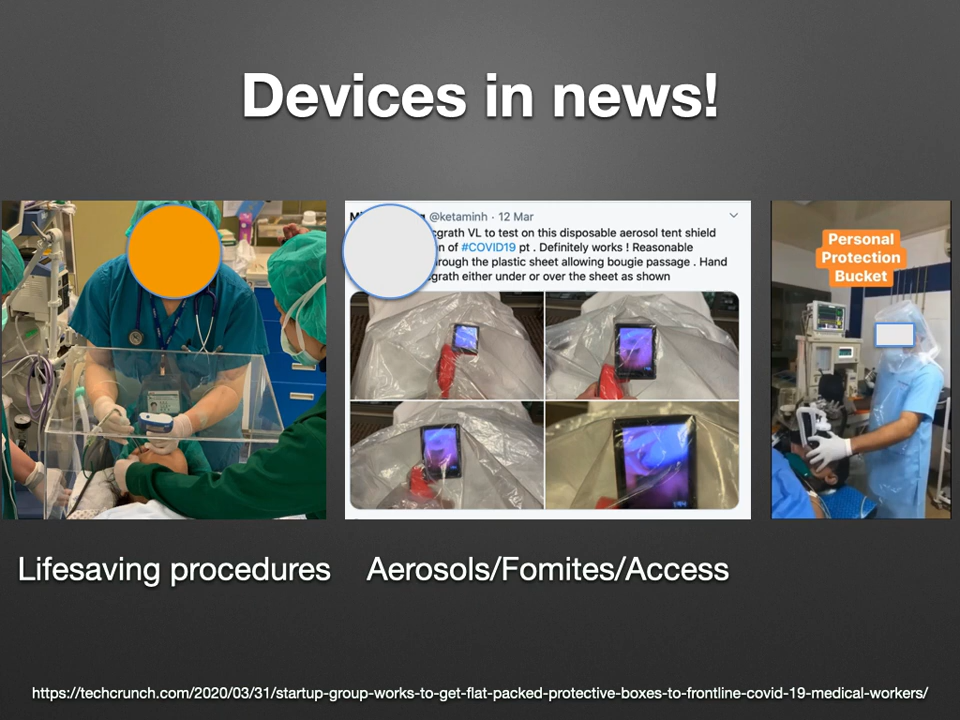 Devices in news!
@ketaminh · 12 Mar
cgrath VL to test on this disposable aerosol tent shield
n of #COVID19 pt . Definitely works ! Reasonable
rough the plastic sheet allowing bougie passage . Hand
grath either under or over the sheet as shown
Personal
Protection
Bucket
Lifesaving procedures
Aerosols/Fomites/Access
https://techcrunch.com/2020/03/31/startup-group-works-to-get-flat-packed-protective-boxes-to-frontline-covid-19-medical-workers/